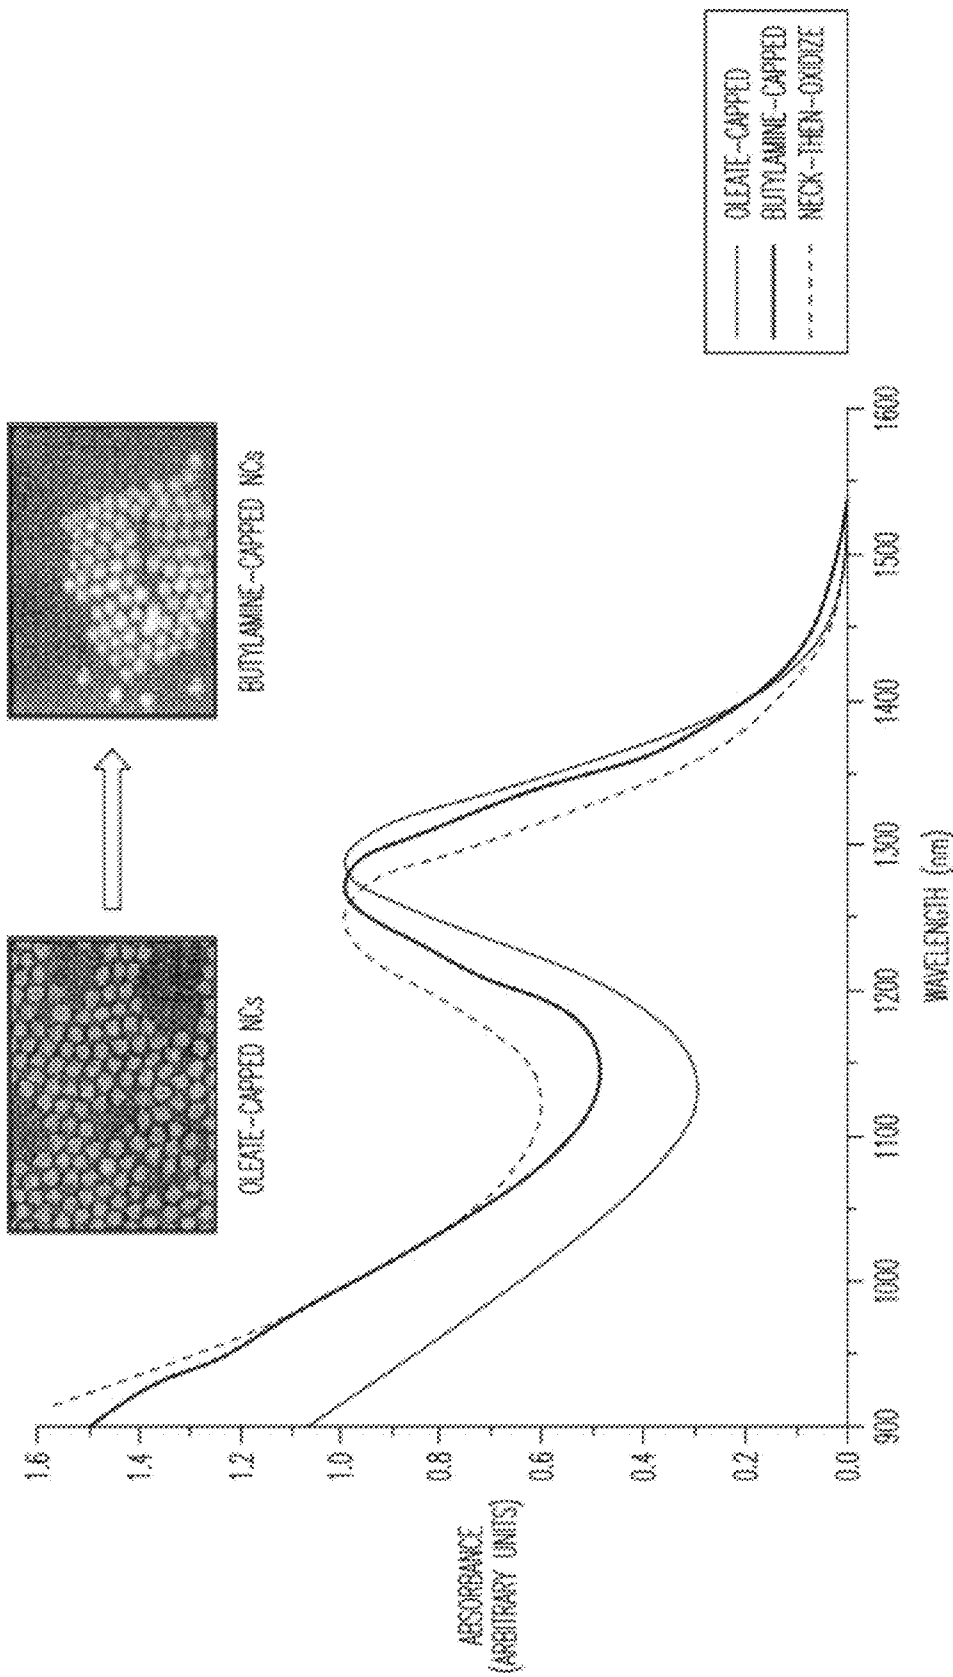 OLEATE-CAPPED NCs
BUTYLAMINE-CAPPED NCs
ABSORBANCE
(ARBITRARY UNITS)
1.6
1.4
1.2
1.0
0.8
0.6
0.4
0.2
0.0
900
1000
1100
1200
1300
1400
1500
1600
WAVELENGTH (nm)
OLEATE-CAPPED
BUTYLAMINE-CAPPED
NECK-THEN-OXIDIZE